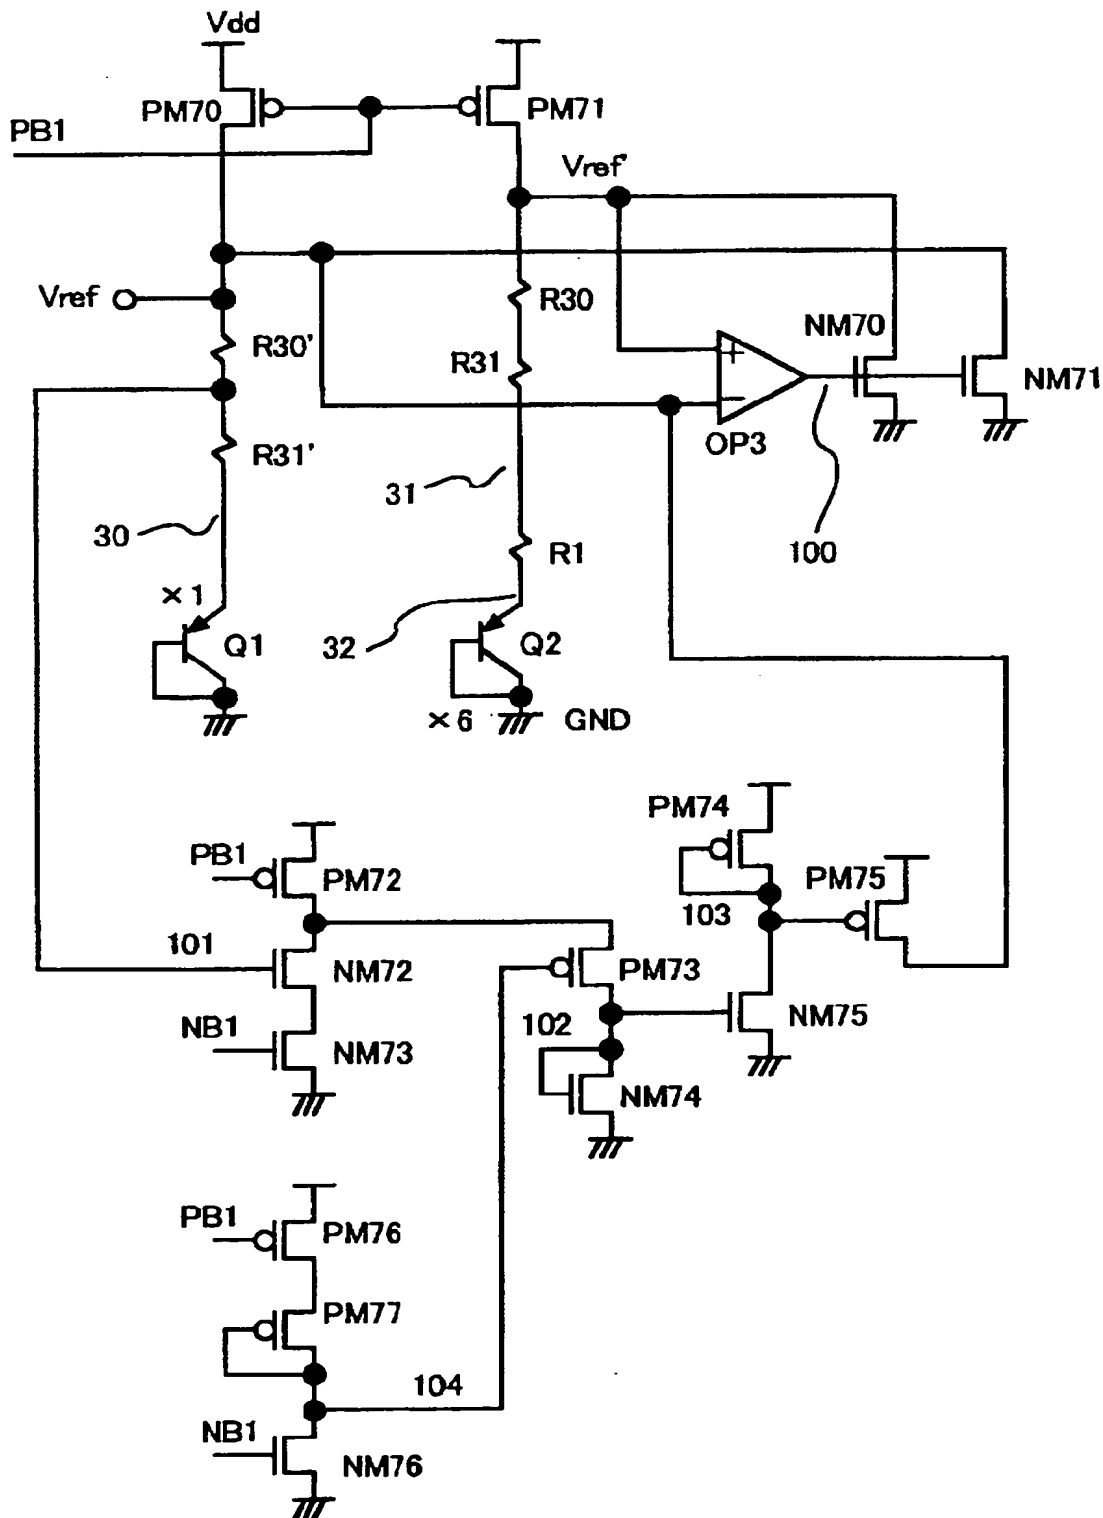 Vdd
PM70
PM71
PB1
Vref'
Vref
R30'
R30
NM70
R31
+
NM71
−
OP3
R31'
31
30
R1
100
×1
Q1
32
Q2
×6
GND
PM74
PB1
PM72
PM75
103
101
NM72
PM73
NB1
102
NM75
NM73
NM74
PB1
PM76
PM77
104
NB1
NM76